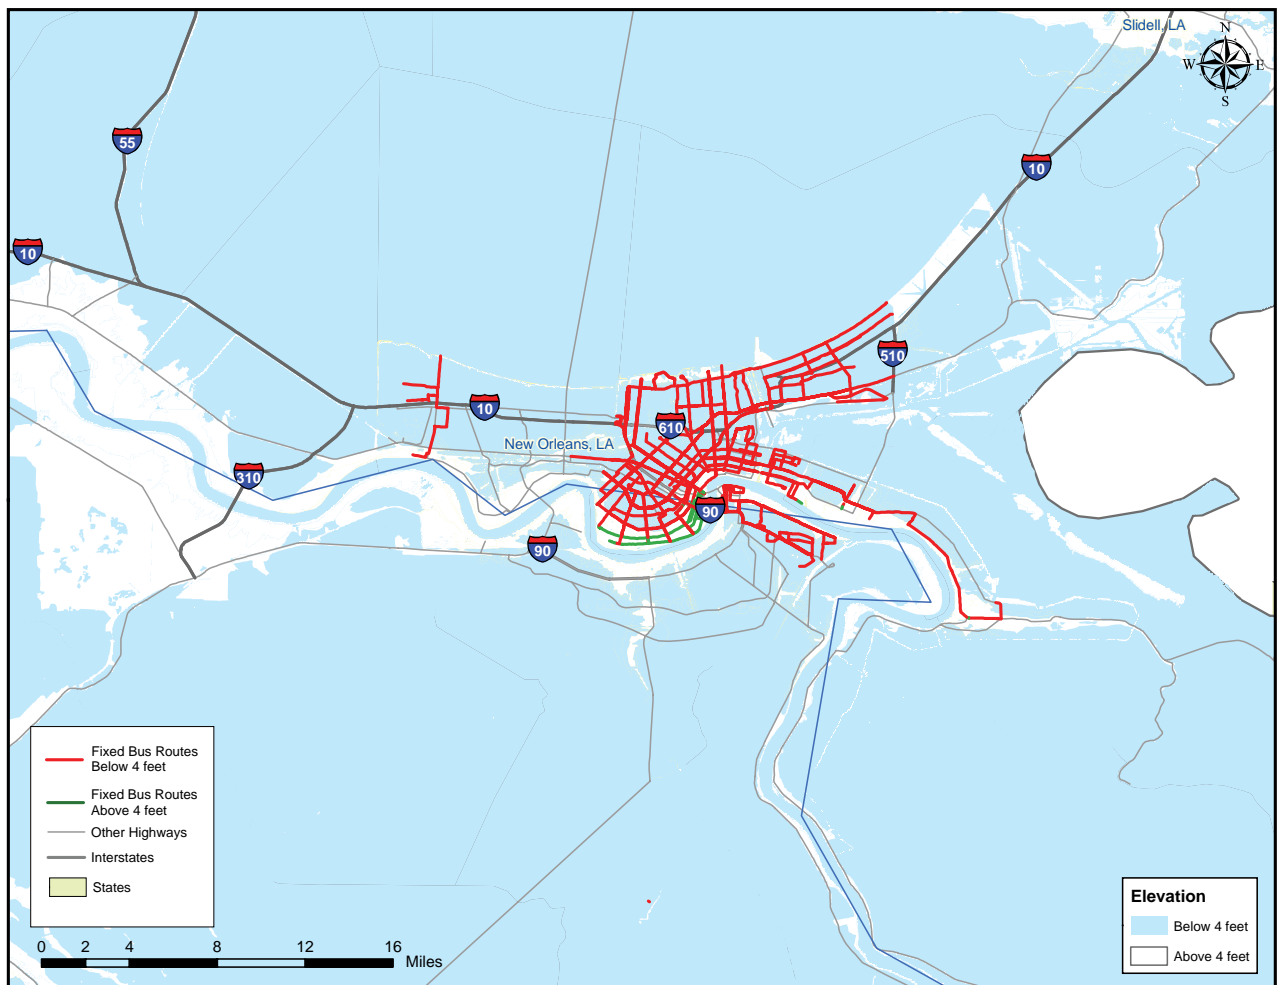 Slidell, LA
N
W E
S
55
10
10
510
10
610
New Orleans, LA
310
90
90
Fixed Bus Routes
Below 4 feet
Fixed Bus Routes
Above 4 feet
Other Highways
Interstates
States
0 2 4 8 12 16
Miles
Elevation
Below 4 feet
Above 4 feet